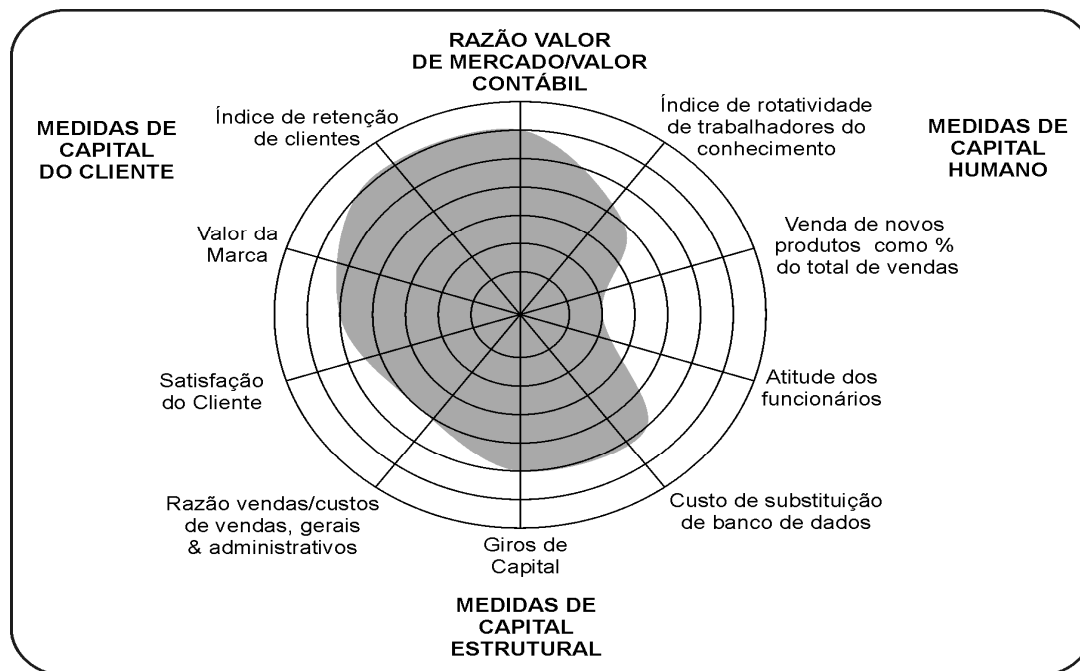 RAZÃO VALOR
DE MERCADO/VALOR
CONTÁBIL
Índice de retenção
de clientes
Índice de rotatividade
de trabalhadores do
conhecimento
MEDIDAS DE
CAPITAL
DO CLIENTE
MEDIDAS DE
CAPITAL
HUMANO
Valor da
Marca
Venda de novos
produtos como %
do total de vendas
Satisfação
do Cliente
Atitude dos
funcionários
Razão vendas/custos
de vendas, gerais
& administrativos
Giros de
Capital
Custo de substituição
de banco de dados
MEDIDAS DE
CAPITAL
ESTRUTURAL